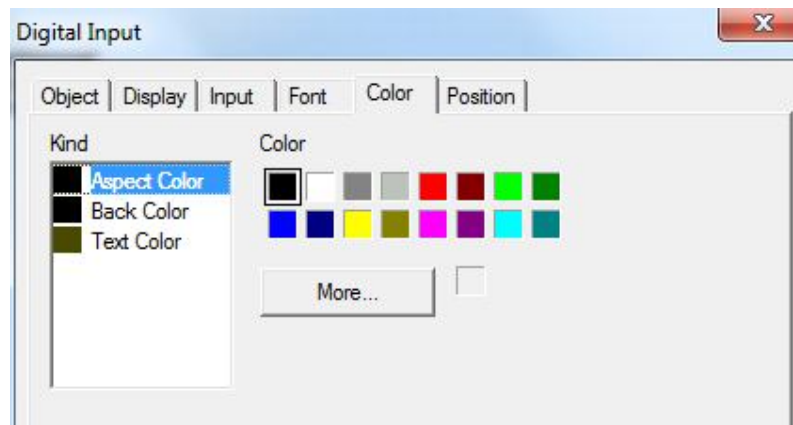 Digital Input
Object Display Input Font Color Position
Kind Color
Aspect Color
Back Color
Text Color
More...